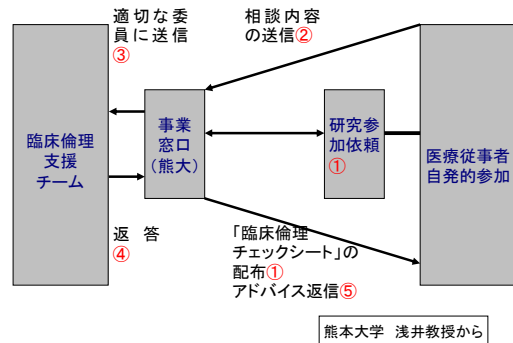 適切な委
員に送信
③
相談内容
の送信②
臨床倫理
支援
チーム
事業
窓口
(熊大)
研究参
加依頼
①
医療従事者
自発的参加
返 答
④
「臨床倫理
チェックシート」の
配布①
アドバイス返信⑤
熊本大学 浅井教授から